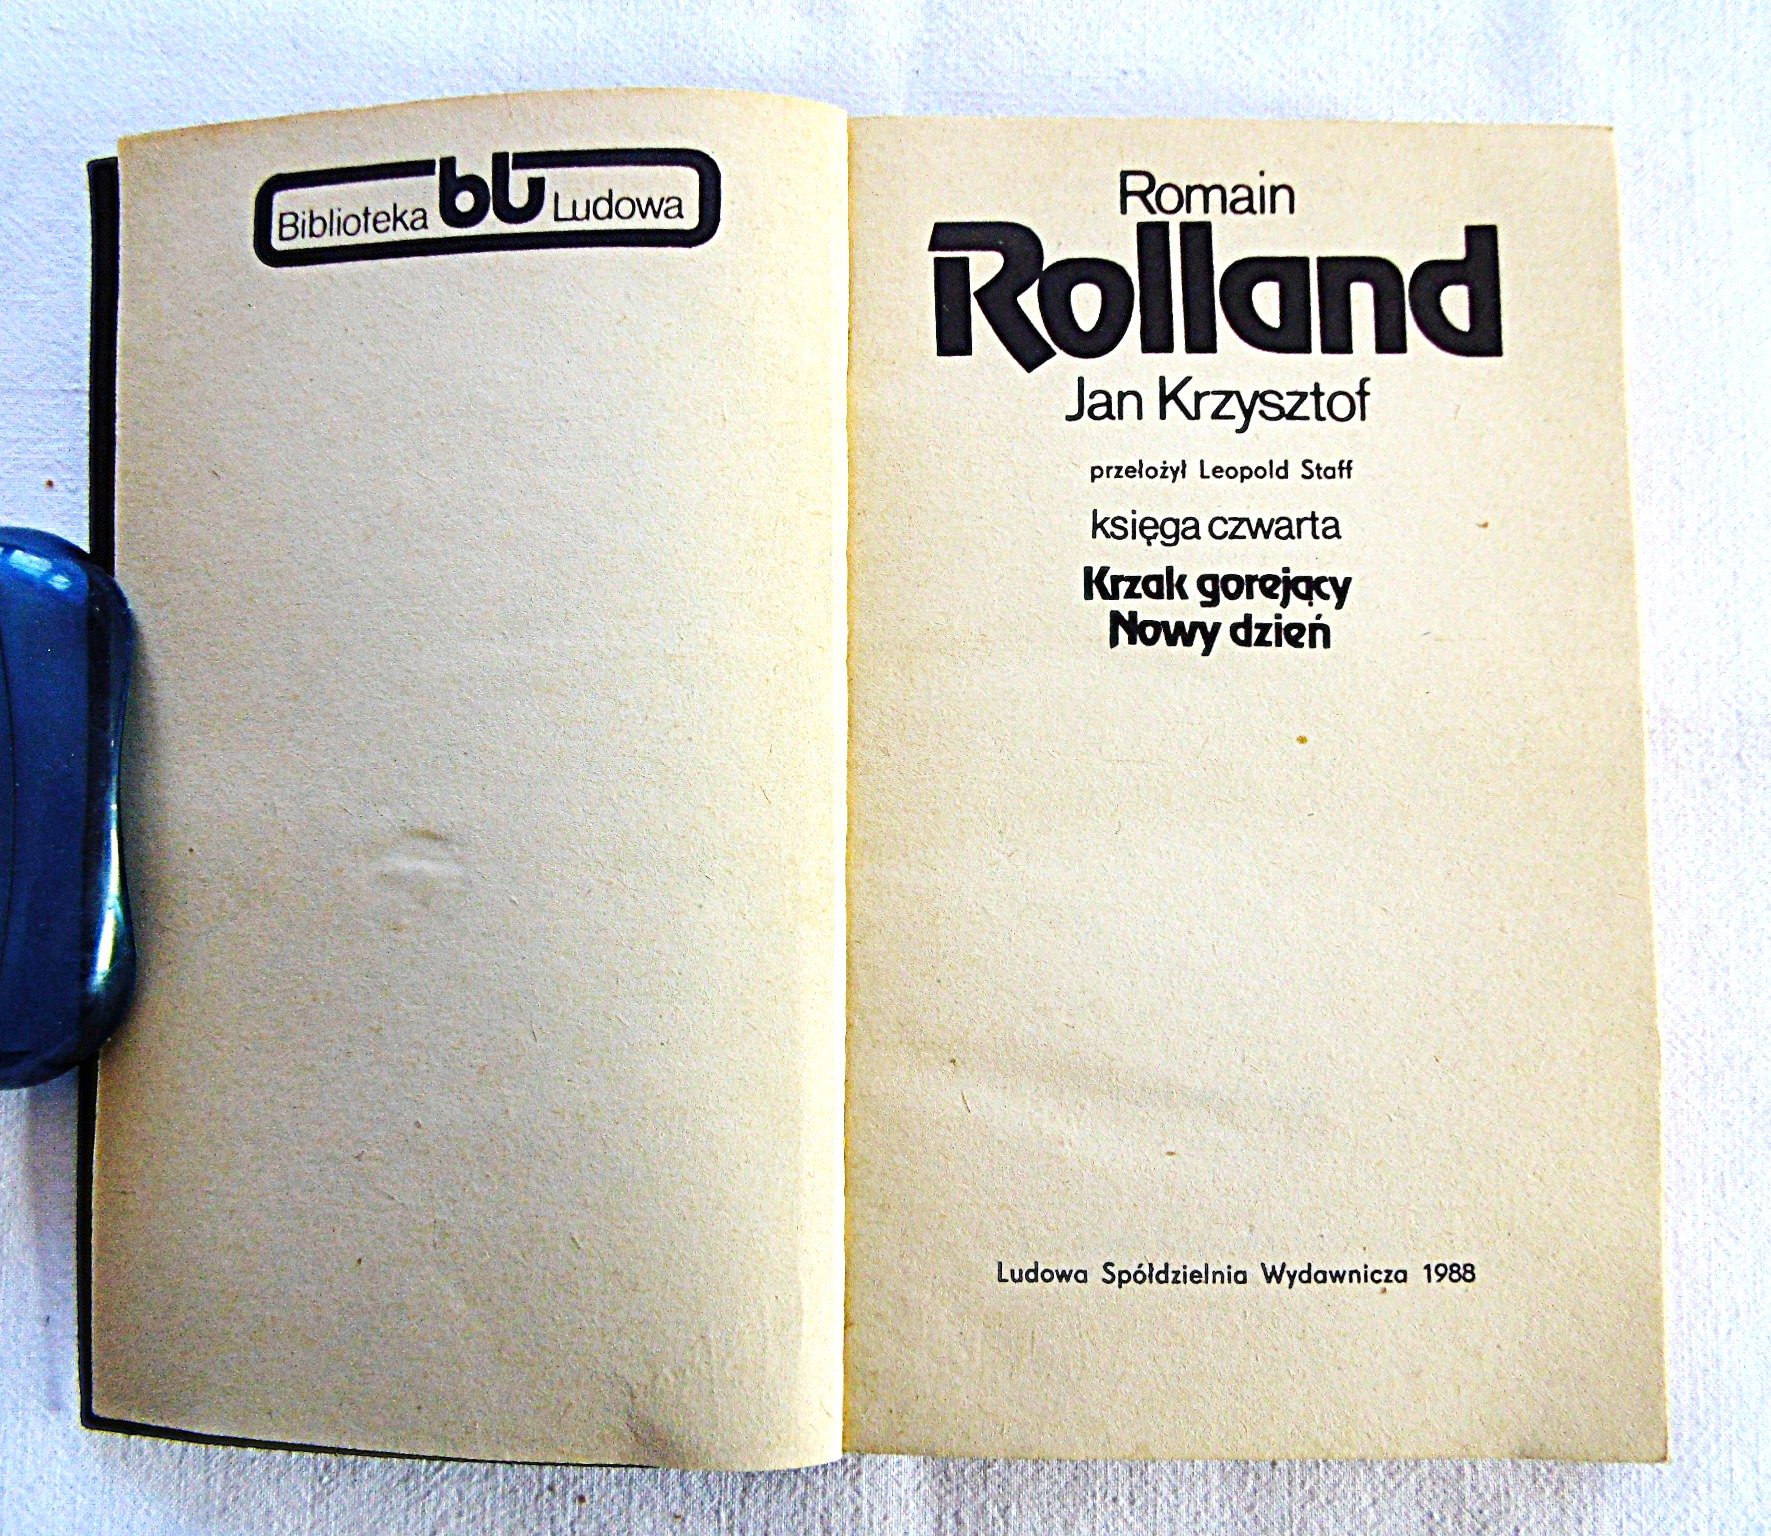 Biblioteka bl Ludowa
Romain
Rolland
Jan Krzysztof
przełożył Leopold Staff
księga czwarta
Krzak gorejący
Nowy dzień
Ludowa Spółdzielnia Wydawnicza 1988